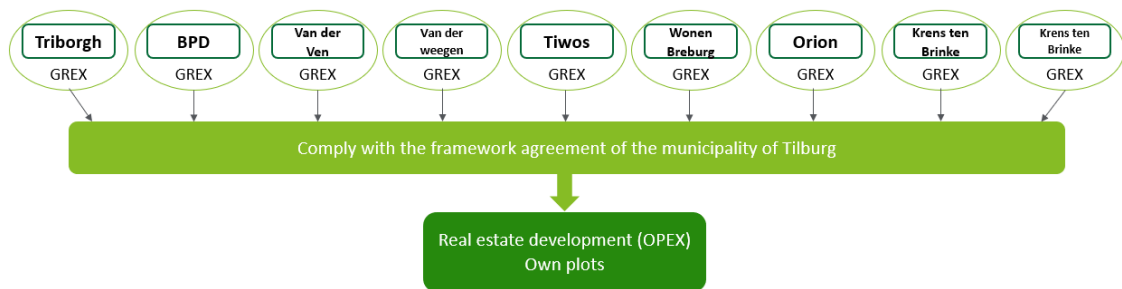 Triborgh
GREX
BPD
GREX
Van der
Ven
GREX
Van der
weegen
GREX
Tiwos
GREX
Wonen
Breburg
GREX
Orion
GREX
Krens ten
Brinke
GREX
Krens ten
Brinke
GREX
Comply with the framework agreement of the municipality of Tilburg
Real estate development (OPEX)
Own plots